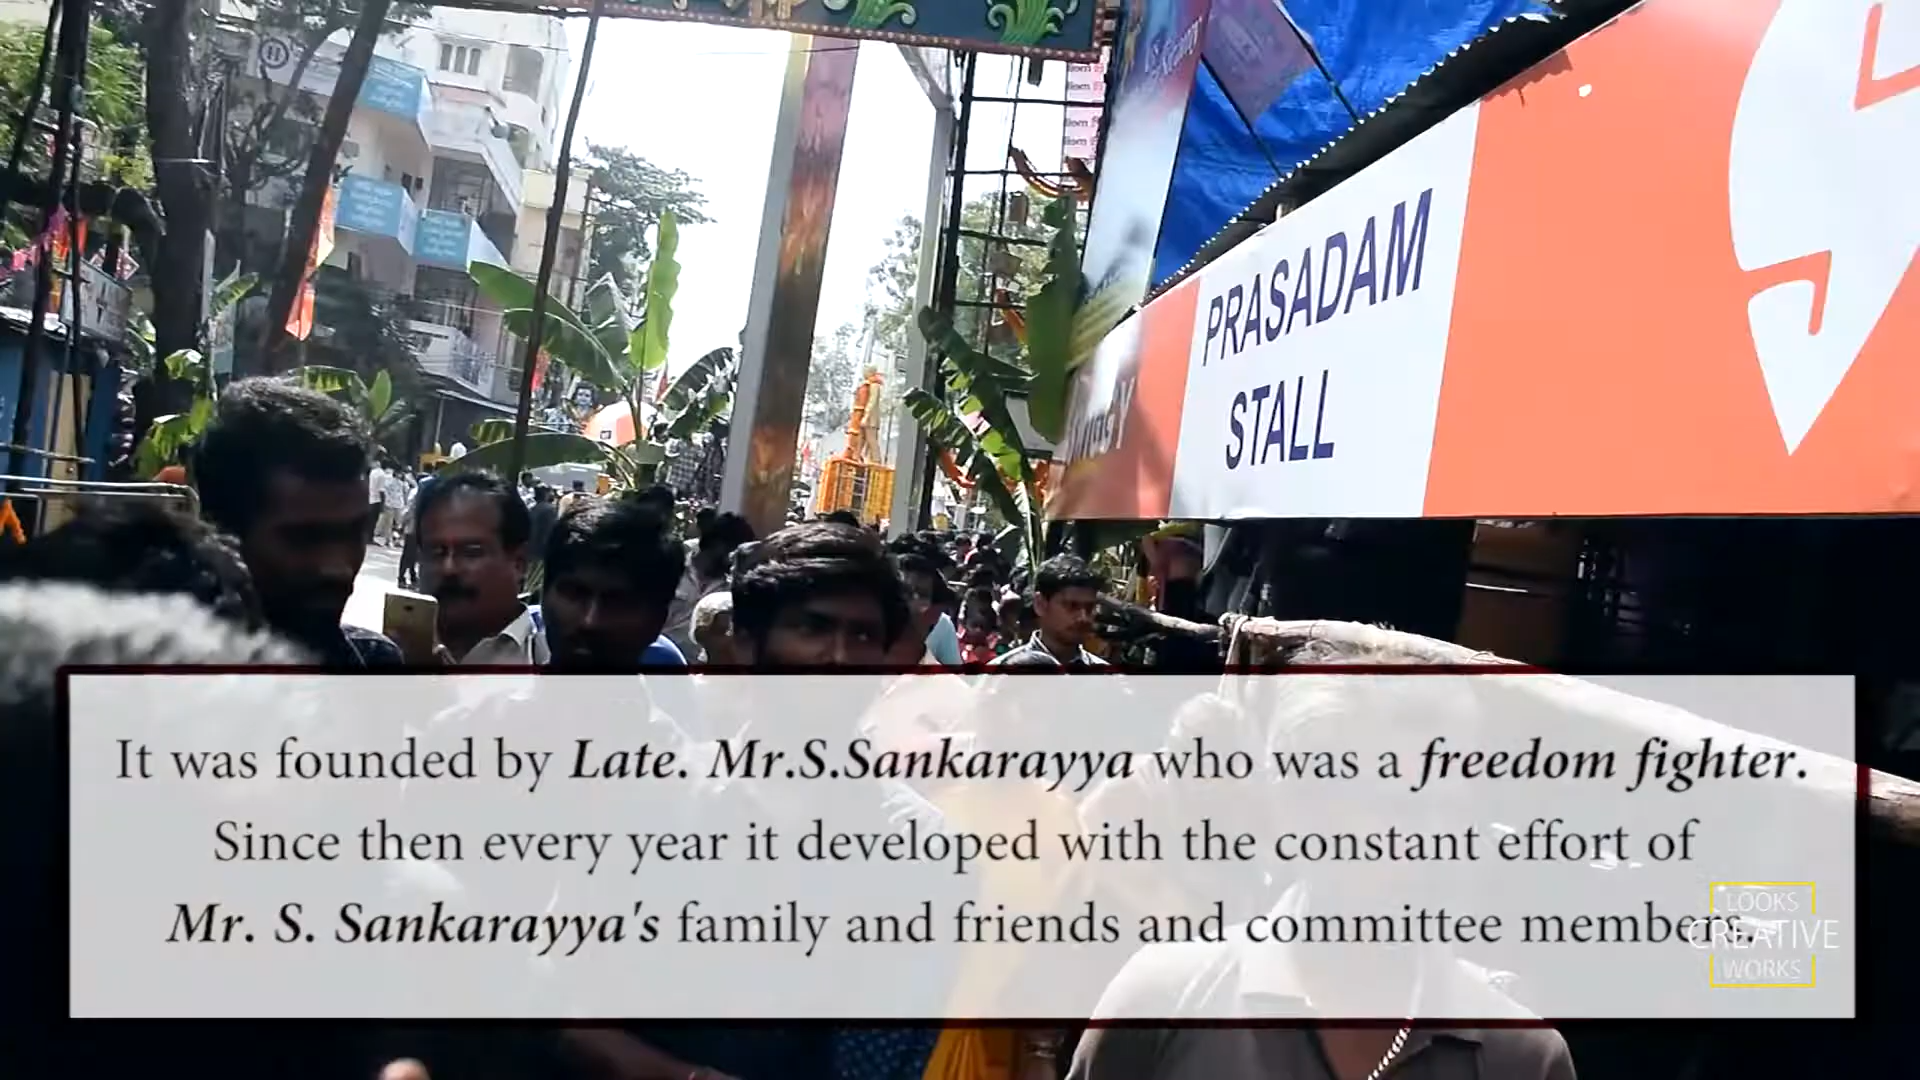 PRASADAM
STALL
It was founded by Late. Mr.S.Sankarayya who was a freedom fighter.
Since then every year it developed with the constant effort of
Mr. S. Sankarayya's family and friends and committee members.
LOOKS
CREATIVE
WORKS